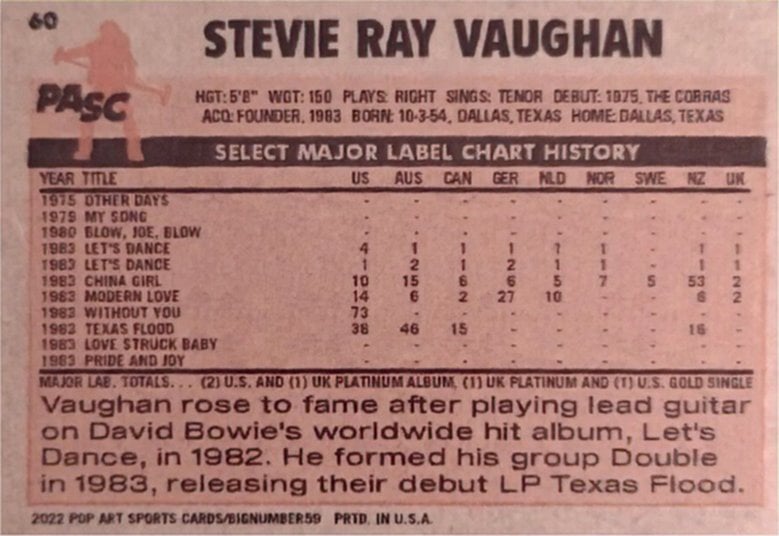 60
STEVIE RAY VAUGHAN
PASC
HGT: 5'8" WGT: 150 PLAYS: RIGHT SINGS: TENOR DEBUT: 1975, THE COBRAS
ACQ: FOUNDER, 1983 BORN: 10-3-54, DALLAS, TEXAS HOME: DALLAS, TEXAS
SELECT MAJOR LABEL CHART HISTORY
YEAR TITLE US AUS CAN GER NLD NOR SWE NZ UK
1975 OTHER DAYS - - - - - - - - -
1979 MY SONG - - - - - - - - -
1980 BLOW, JOE, BLOW - - - - - - - - -
1983 LET'S DANCE 4 1 1 1 1 1 - 1 1
1983 LET'S DANCE 1 2 1 2 1 1 - 1 1
1983 CHINA GIRL 10 15 6 6 5 7 5 53 2
1983 MODERN LOVE 14 6 2 27 10 - - 6 2
1983 WITHOUT YOU 73 - - - - - - - -
1983 TEXAS FLOOD 38 46 15 - - - - 16 -
1983 LOVE STRUCK BABY - - - - - - - - -
1983 PRIDE AND JOY - - - - - - - - -
MAJOR LAB. TOTALS... (2) U.S. AND (1) UK PLATINUM ALBUM, (1) UK PLATINUM AND (1) U.S. GOLD SINGLE
Vaughan rose to fame after playing lead guitar
on David Bowie's worldwide hit album, Let's
Dance, in 1982. He formed his group Double
in 1983, releasing their debut LP Texas Flood.
2022 POP ART SPORTS CARDS/BIGNUMBER59 PRTD. IN U.S.A.